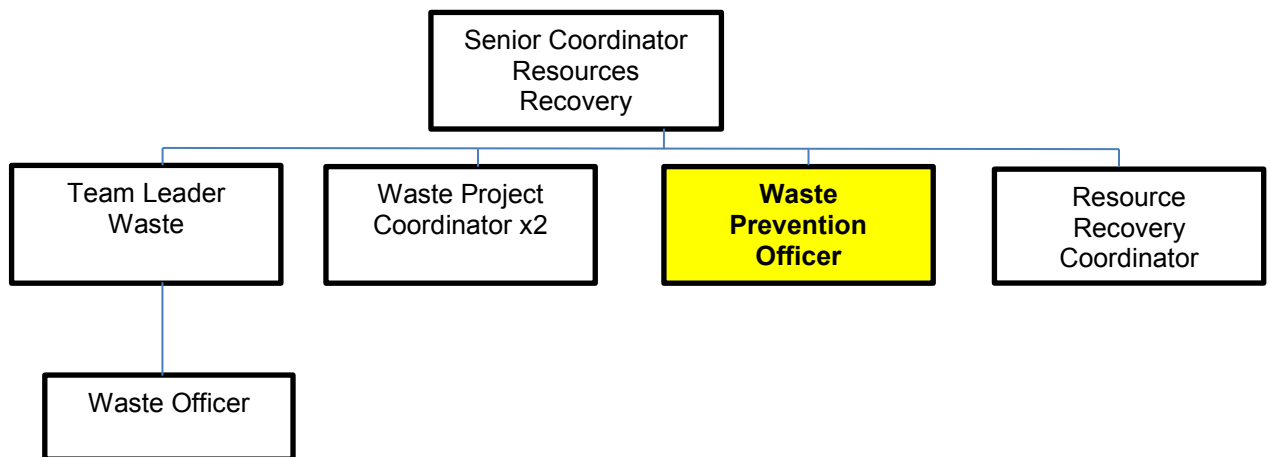 Senior Coordinator
Resources
Recovery
Team Leader
Waste
Waste Project
Coordinator x2
Waste
Prevention
Officer
Resource
Recovery
Coordinator
Waste Officer